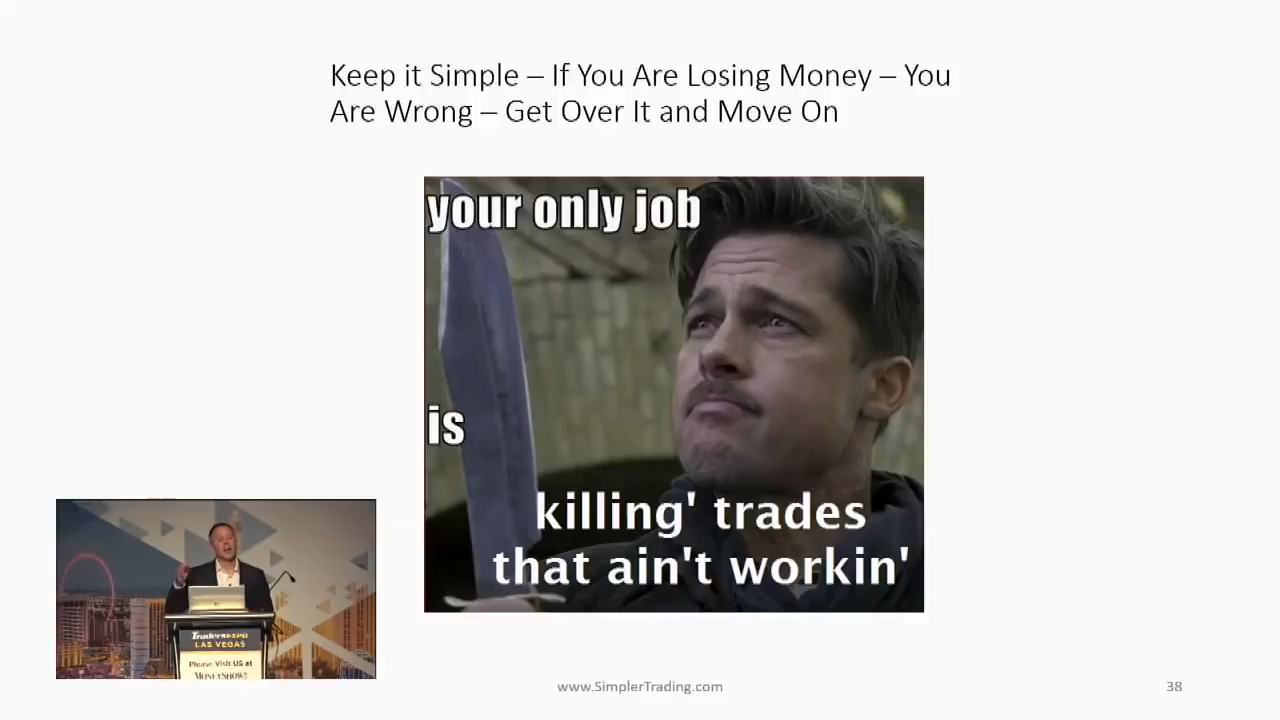 Keep it Simple – If You Are Losing Money – You
Are Wrong – Get Over It and Move On
your only job
is
killing' trades
that ain't workin'
TradersEXPO
LAS VEGAS
Please Visit US at
MoneyShow
www.SimplerTrading.com
38